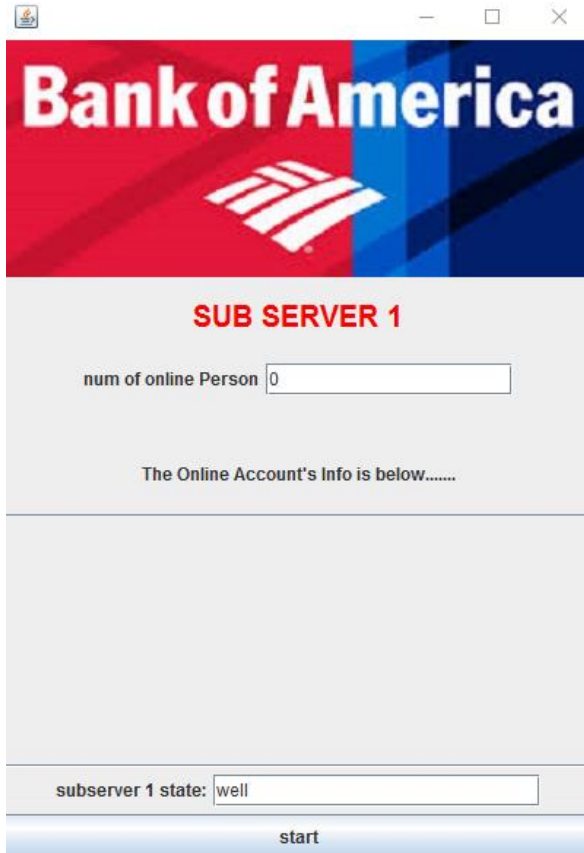 Bank of America
SUB SERVER 1
num of online Person 0
The Online Account's Info is below.......
subserver 1 state: well
start